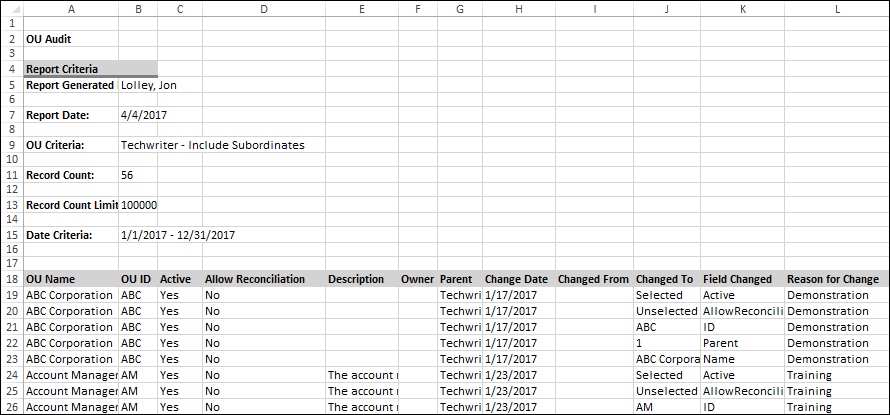 A B C D E F G H I J K L
1
2 OU Audit
3
4 Report Criteria
5 Report Generated Lolley, Jon
6
7 Report Date: 4/4/2017
8
9 OU Criteria: Techwriter - Include Subordinates
10
11 Record Count: 56
12
13 Record Count Limit 100000
14
15 Date Criteria: 1/1/2017 - 12/31/2017
16
17
18 OU Name OU ID Active Allow Reconciliation Description Owner Parent Change Date Changed From Changed To Field Changed Reason for Change
19 ABC Corporation ABC Yes No Techwri 1/17/2017 Selected Active Demonstration
20 ABC Corporation ABC Yes No Techwri 1/17/2017 Unselected AllowReconcili Demonstration
21 ABC Corporation ABC Yes No Techwri 1/17/2017 ABC ID Demonstration
22 ABC Corporation ABC Yes No Techwri 1/17/2017 1 Parent Demonstration
23 ABC Corporation ABC Yes No Techwri 1/17/2017 ABC Corpora Name Demonstration
24 Account Manager AM Yes No The account Techwri 1/23/2017 Selected Active Training
25 Account Manager AM Yes No The account Techwri 1/23/2017 Unselected AllowReconcili Training
26 Account Manager AM Yes No The account Techwri 1/23/2017 AM ID Training